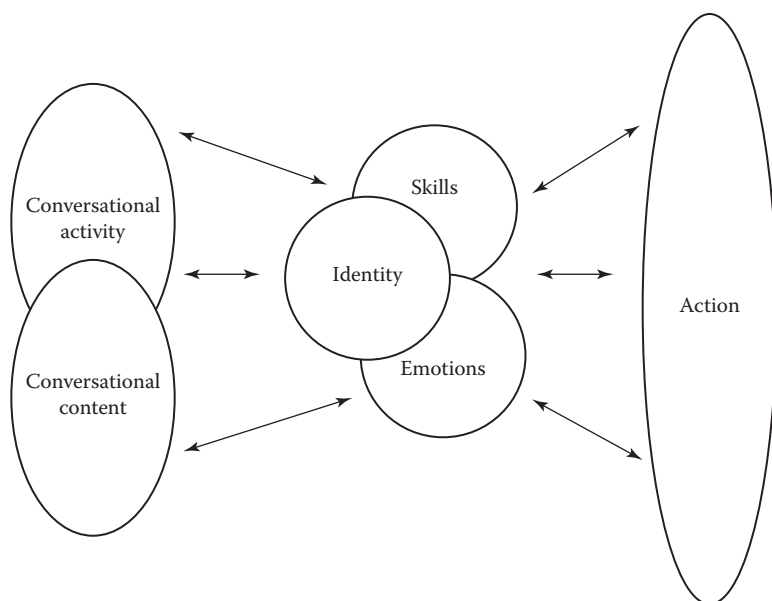 Conversational
activity
Conversational
content
Skills
Identity
Emotions
Action